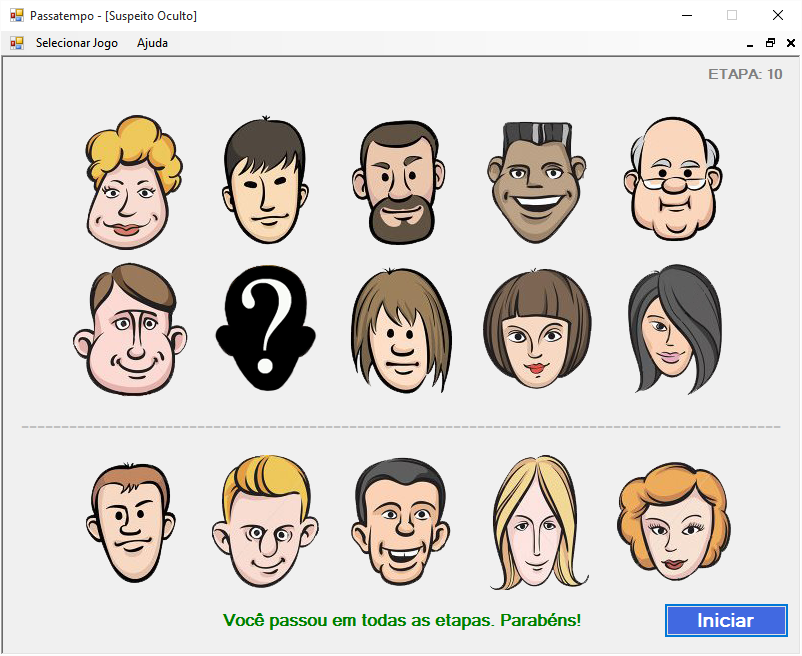 Passatempo - [Suspeito Oculto]
Selecionar Jogo Ajuda
ETAPA: 10
?
Você passou em todas as etapas. Parabéns!
Iniciar